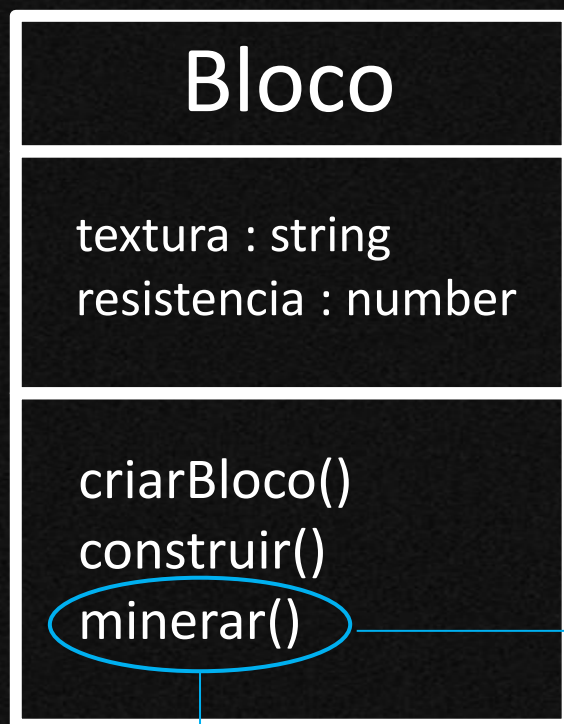 Bloco
textura : string
resistencia : number
criarBloco()
construir()
minerar()